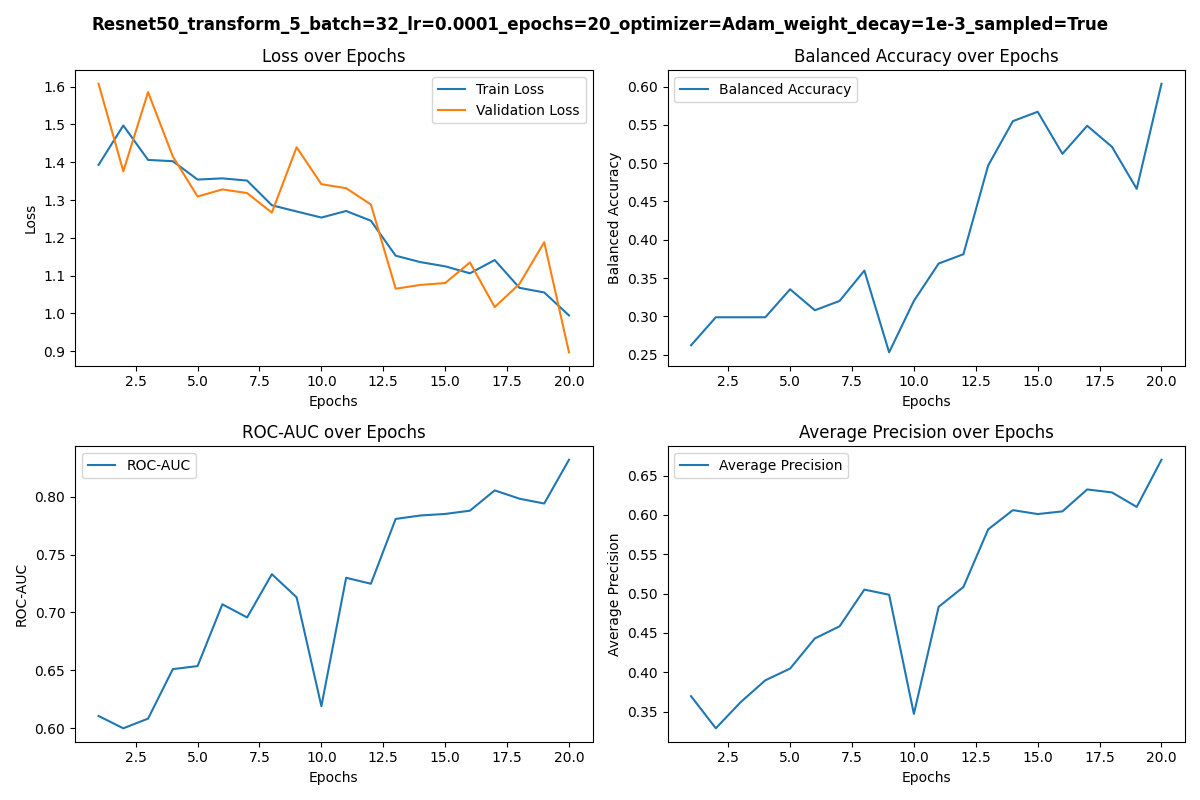 Resnet50_transform_5_batch=32_lr=0.0001_epochs=20_optimizer=Adam_weight_decay=1e-3_sampled=True
Loss over Epochs
Train Loss
Validation Loss
Loss
1.6
1.5
1.4
1.3
1.2
1.1
1.0
0.9
2.5 5.0 7.5 10.0 12.5 15.0 17.5 20.0
Epochs
Balanced Accuracy over Epochs
Balanced Accuracy
Balanced Accuracy
0.60
0.55
0.50
0.45
0.40
0.35
0.30
0.25
2.5 5.0 7.5 10.0 12.5 15.0 17.5 20.0
Epochs
ROC-AUC over Epochs
ROC-AUC
ROC-AUC
0.80
0.75
0.70
0.65
0.60
2.5 5.0 7.5 10.0 12.5 15.0 17.5 20.0
Epochs
Average Precision over Epochs
Average Precision
Average Precision
0.65
0.60
0.55
0.50
0.45
0.40
0.35
2.5 5.0 7.5 10.0 12.5 15.0 17.5 20.0
Epochs